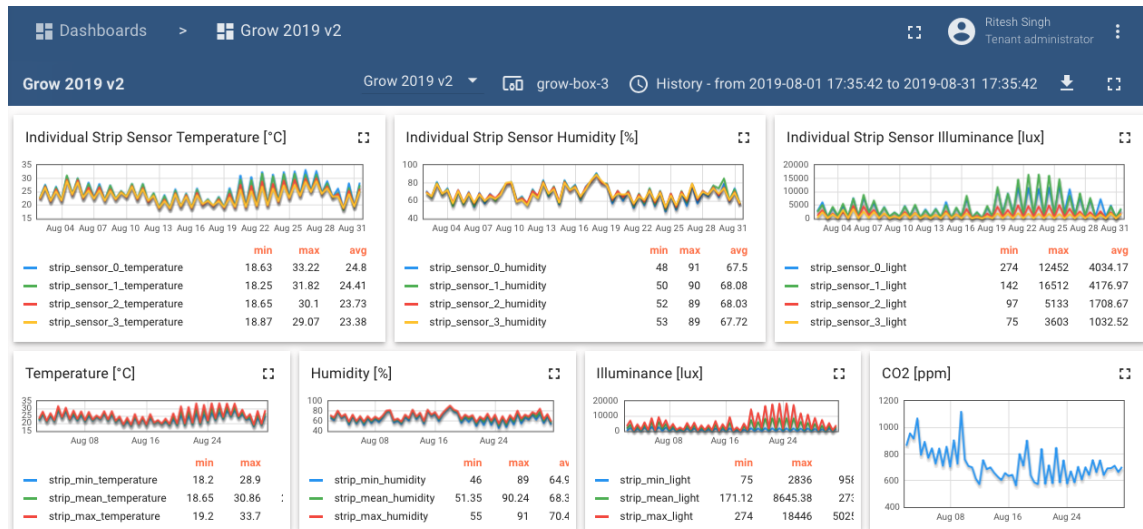 Dashboards > Grow 2019 v2
Ritesh Singh
Tenant administrator
Grow 2019 v2
Grow 2019 v2
grow-box-3
History - from 2019-08-01 17:35:42 to 2019-08-31 17:35:42
Individual Strip Sensor Temperature [°C]
35
30
25
20
15
Aug 04 Aug 07 Aug 10 Aug 13 Aug 16 Aug 19 Aug 22 Aug 25 Aug 28 Aug 31
min max avg
strip_sensor_0_temperature 18.63 33.22 24.8
strip_sensor_1_temperature 18.25 31.82 24.41
strip_sensor_2_temperature 18.65 30.1 23.73
strip_sensor_3_temperature 18.87 29.07 23.38
Individual Strip Sensor Humidity [%]
100
80
60
40
Aug 04 Aug 07 Aug 10 Aug 13 Aug 16 Aug 19 Aug 22 Aug 25 Aug 28 Aug 31
min max avg
strip_sensor_0_humidity 48 91 67.5
strip_sensor_1_humidity 50 90 68.08
strip_sensor_2_humidity 52 89 68.03
strip_sensor_3_humidity 53 89 67.72
Individual Strip Sensor Illuminance [lux]
20000
15000
10000
5000
0
Aug 04 Aug 07 Aug 10 Aug 13 Aug 16 Aug 19 Aug 22 Aug 25 Aug 28 Aug 31
min max avg
strip_sensor_0_light 274 12452 4034.17
strip_sensor_1_light 142 16512 4176.97
strip_sensor_2_light 97 5133 1708.67
strip_sensor_3_light 75 3603 1032.52
Temperature [°C]
35
30
25
20
15
Aug 08 Aug 16 Aug 24
min max
strip_min_temperature 18.2 28.9
strip_mean_temperature 18.65 30.86
strip_max_temperature 19.2 33.7
Humidity [%]
100
80
60
40
Aug 08 Aug 16 Aug 24
min max av
strip_min_humidity 46 89 64.9
strip_mean_humidity 51.35 90.24 68.3
strip_max_humidity 55 91 70.4
Illuminance [lux]
20000
10000
0
Aug 08 Aug 16 Aug 24
min max
strip_min_light 75 2836 958
strip_mean_light 171.12 8645.38 273
strip_max_light 274 18446 5025
CO2 [ppm]
1200
1000
800
600
400
Aug 08 Aug 16 Aug 24